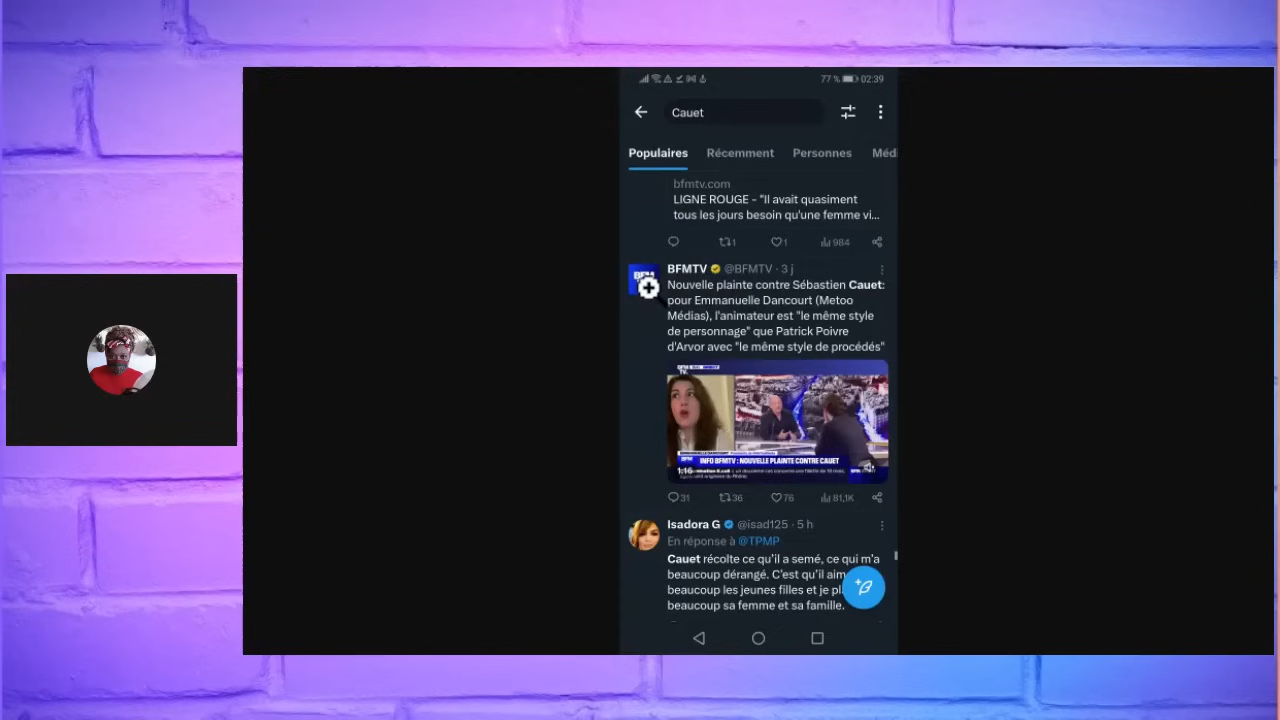 77 % 02:39
Cauet
Populaires Récemment Personnes Médi
bfmtv.com
LIGNE ROUGE - "Il avait quasiment
tous les jours besoin qu'une femme vi...
1 1 984
BFMTV @BFMTV · 3 j
Nouvelle plainte contre Sébastien Cauet:
pour Emmanuelle Dancourt (Metoo
Médias), l'animateur est "le même style
de personnage" que Patrick Poivre
d'Arvor avec "le même style de procédés"
INFO BFMTV : NOUVELLE PLAINTE CONTRE CAUET
1:16
31 36 76 81,1K
Isadora G @isad125 · 5 h
En réponse à @TPMP
Cauet récolte ce qu'il a semé, ce qui m'a
beaucoup dérangé. C'est qu'il aim
beaucoup les jeunes filles et je pl
beaucoup sa femme et sa famille.